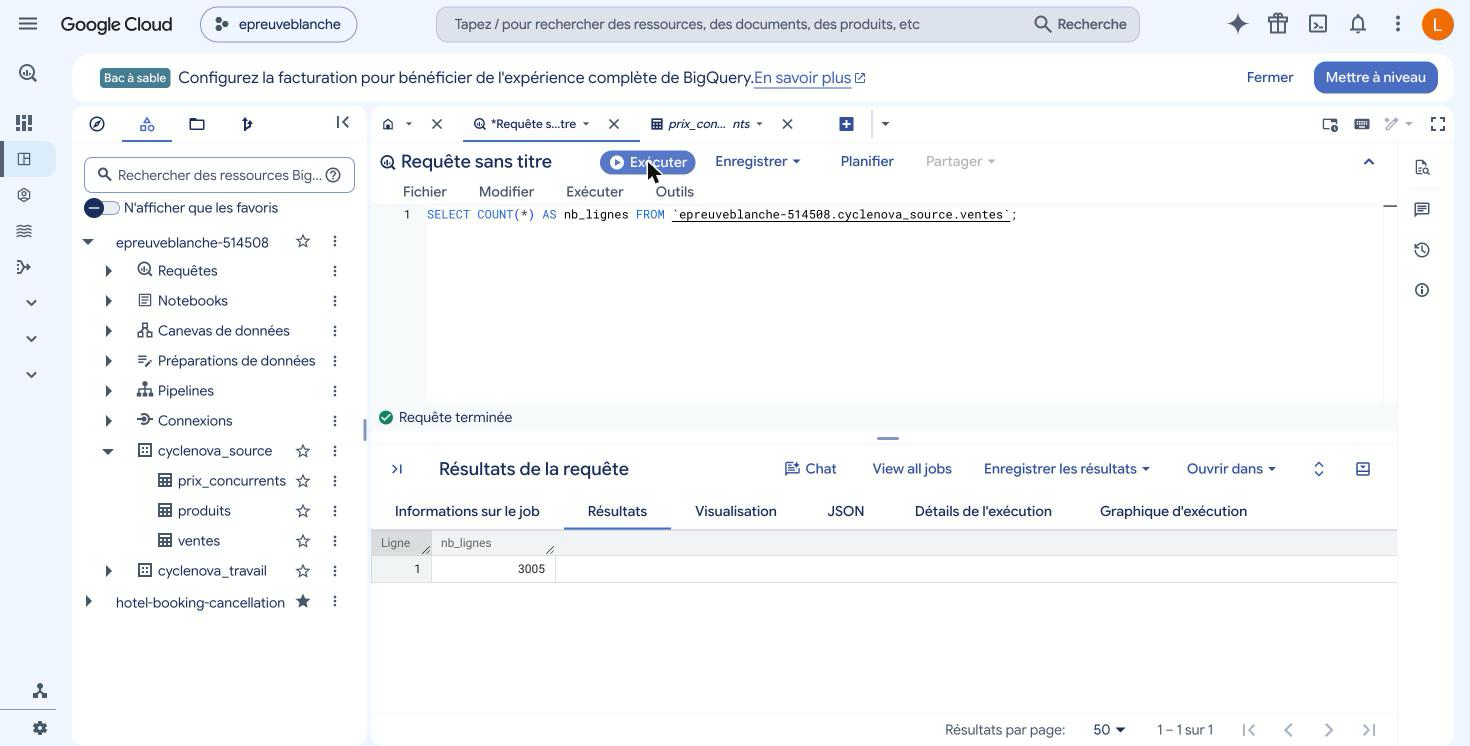 Google Cloud
epreuveblanche
Tapez / pour rechercher des ressources, des documents, des produits, etc
Recherche
L
Bac à sable
Configurez la facturation pour bénéficier de l'expérience complète de BigQuery.En savoir plus
Fermer
Mettre à niveau
*Requête s...tre
prix_con... nts
Rechercher des ressources Big...
N'afficher que les favoris
epreuveblanche-514508
Requêtes
Notebooks
Canevas de données
Préparations de données
Pipelines
Connexions
cyclenova_source
prix_concurrents
produits
ventes
cyclenova_travail
hotel-booking-cancellation
Requête sans titre
Exécuter
Enregistrer
Planifier
Partager
Fichier
Modifier
Exécuter
Outils
1 SELECT COUNT(*) AS nb_lignes FROM `epreuveblanche-514508.cyclenova_source.ventes`;
Requête terminée
Résultats de la requête
Chat
View all jobs
Enregistrer les résultats
Ouvrir dans
Informations sur le job
Résultats
Visualisation
JSON
Détails de l'exécution
Graphique d'exécution
Ligne nb_lignes
1 3005
Résultats par page: 50 1 – 1 sur 1